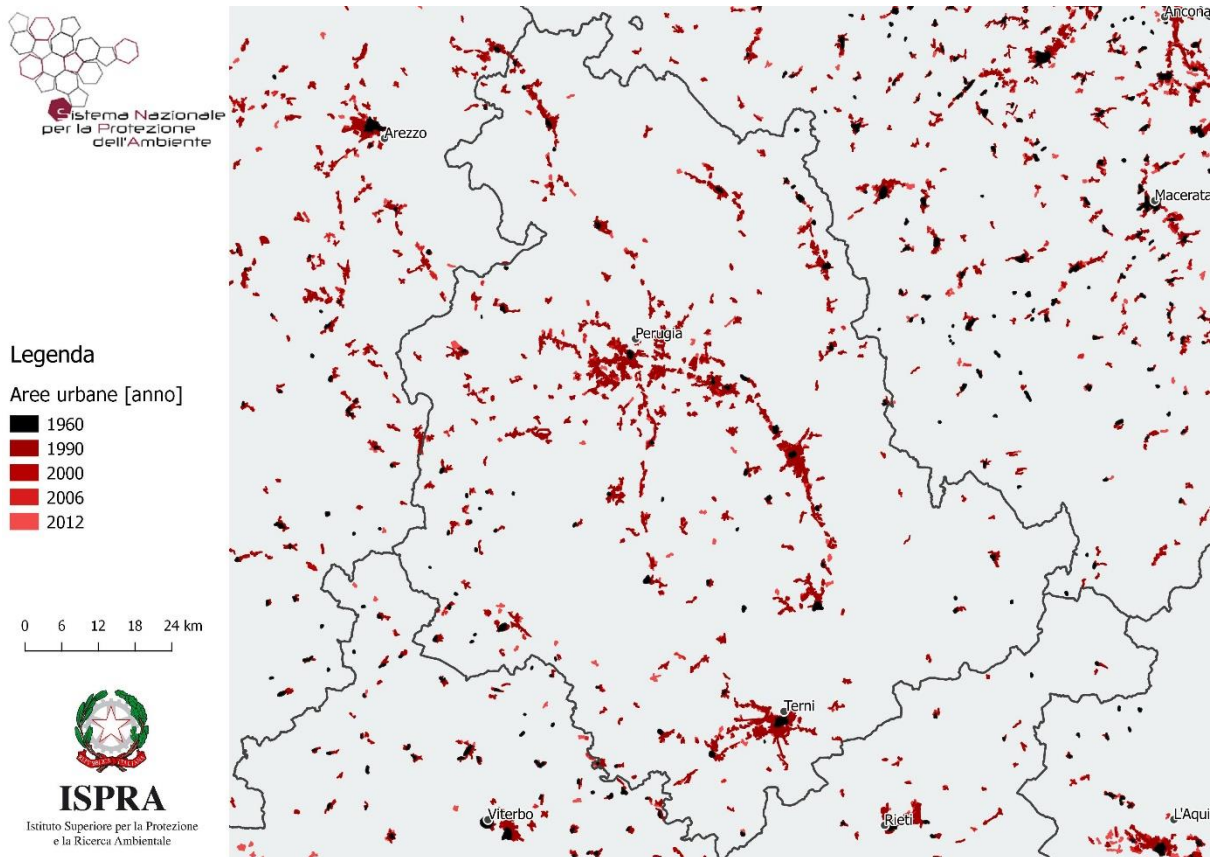 Sistema Nazionale
per la Protezione
dell'Ambiente
Legenda
Aree urbane [anno]
1960
1990
2000
2006
2012
0 6 12 18 24 km
ISPRA
Istituto Superiore per la Protezione
e la Ricerca Ambientale
Ancona
Arezzo
Macerata
Perugia
Terni
Viterbo
Rieti
L'Aqui